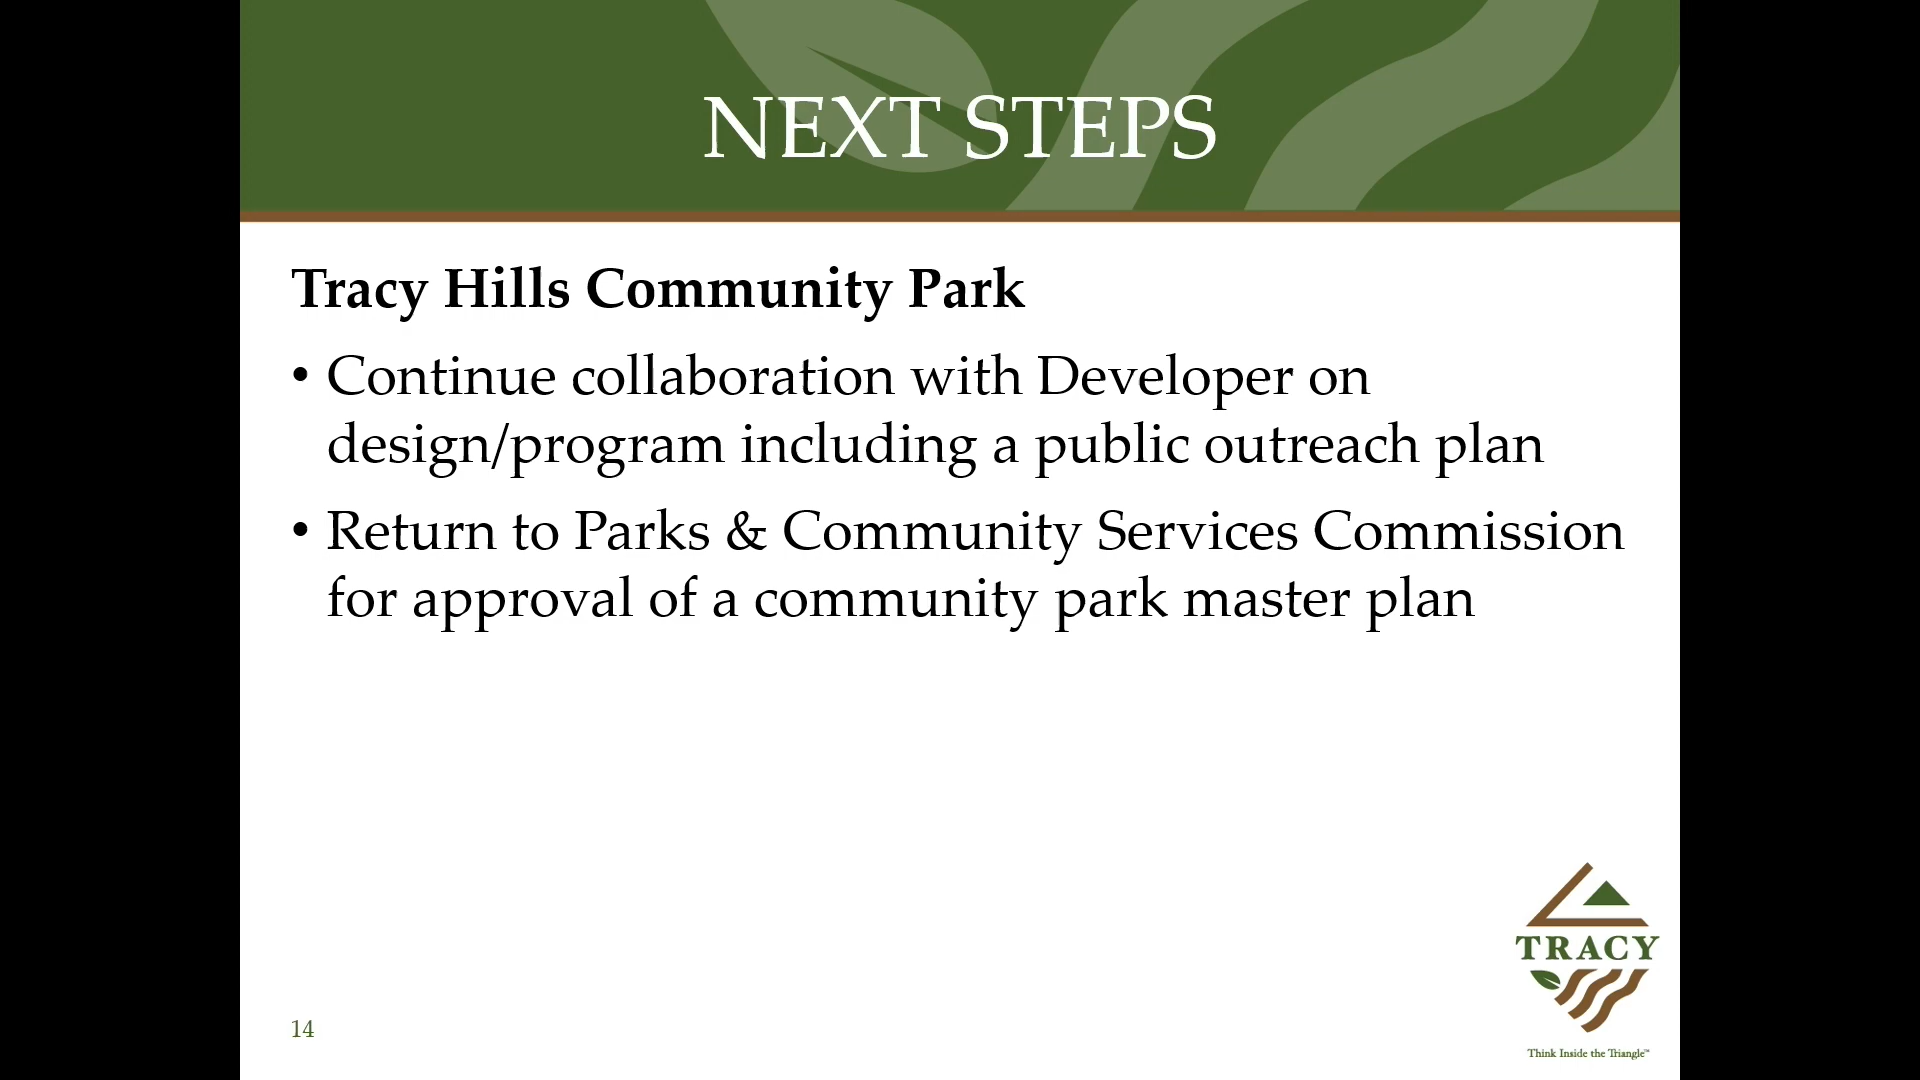 NEXT STEPS
Tracy Hills Community Park
• Continue collaboration with Developer on
design/program including a public outreach plan
• Return to Parks & Community Services Commission
for approval of a community park master plan
TRACY
Think Inside the Triangle™
14